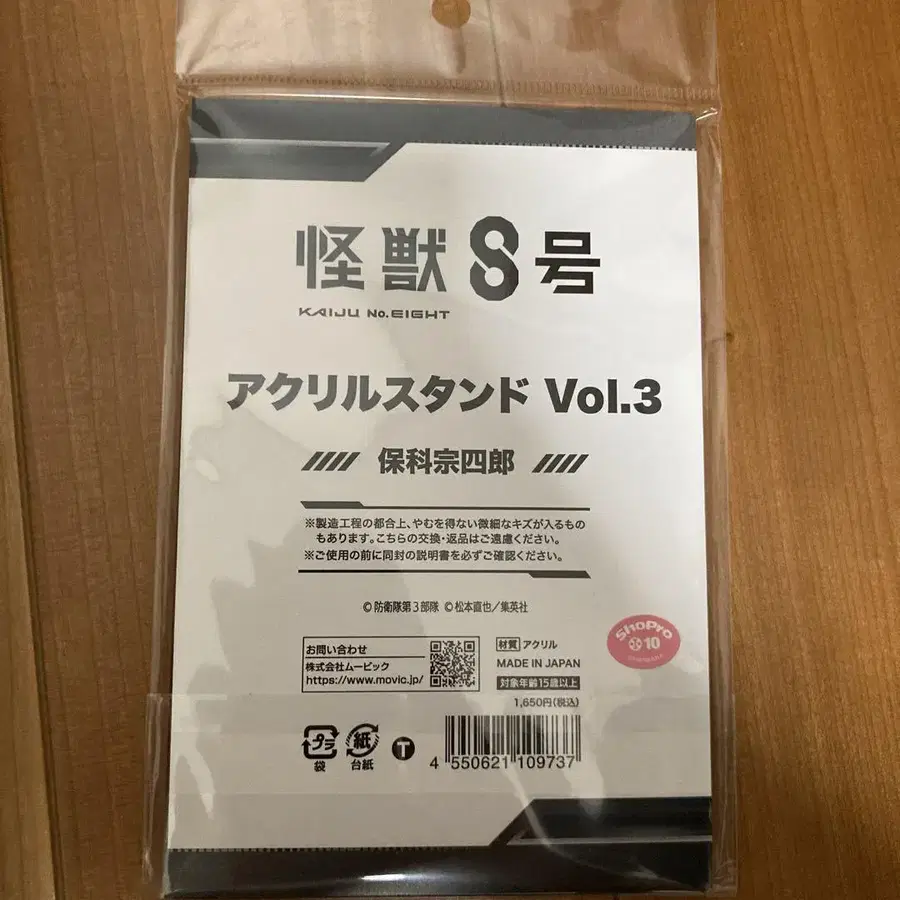 怪獣8号
KAIJU No.EIGHT
アクリルスタンド Vol.3
保科宗四郎
※製造工程の都合上、やむを得ない微細なキズが入るもの
もあります。こちらの交換・返品はご遠慮ください。
※ご使用の前に同封の説明書を必ずご確認ください。
©防衛隊第3部隊 ©松本直也／集英社
お問い合わせ
株式会社ムービック
https://www.movic.jp/
材質 アクリル
MADE IN JAPAN
対象年齢15歳以上
1,650円(税込)
ShoPro
10
プラ
袋
紙
台紙
T
4 550621 109737